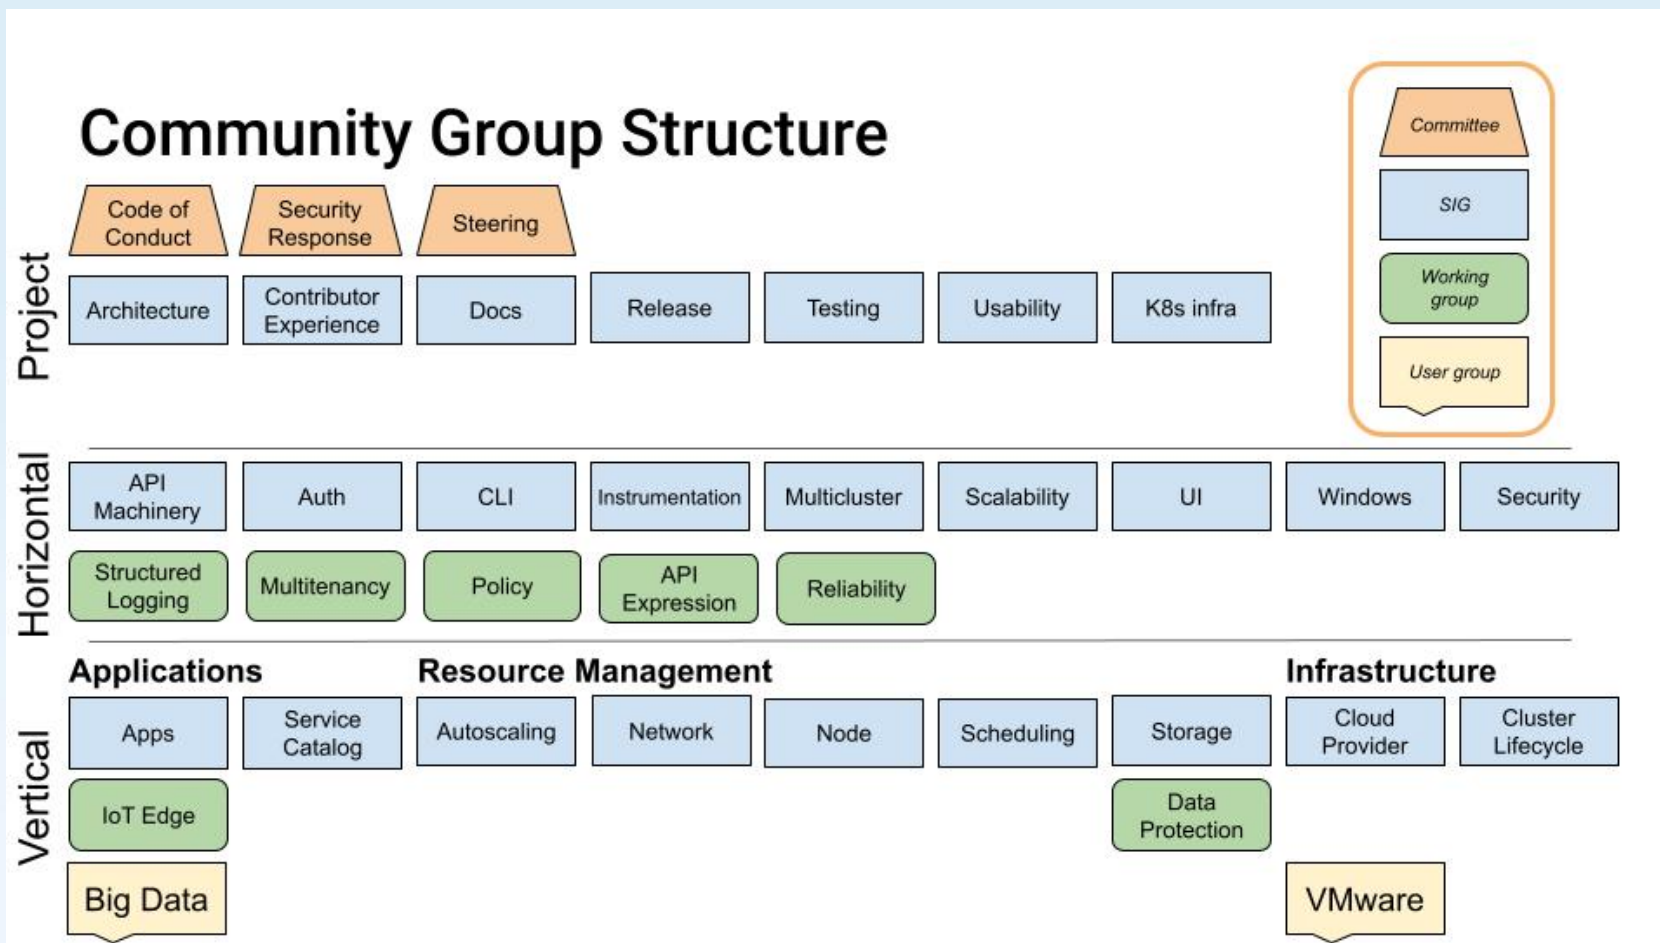 Community Group Structure
Committee
SIG
Working
group
User group
Project
Code of
Conduct
Security
Response
Steering
Architecture
Contributor
Experience
Docs
Release
Testing
Usability
K8s infra
Horizontal
API
Machinery
Auth
CLI
Instrumentation
Multicluster
Scalability
UI
Windows
Security
Structured
Logging
Multitenancy
Policy
API
Expression
Reliability
Vertical
Applications
Resource Management
Infrastructure
Apps
Service
Catalog
Autoscaling
Network
Node
Scheduling
Storage
Cloud
Provider
Cluster
Lifecycle
IoT Edge
Data
Protection
Big Data
VMware